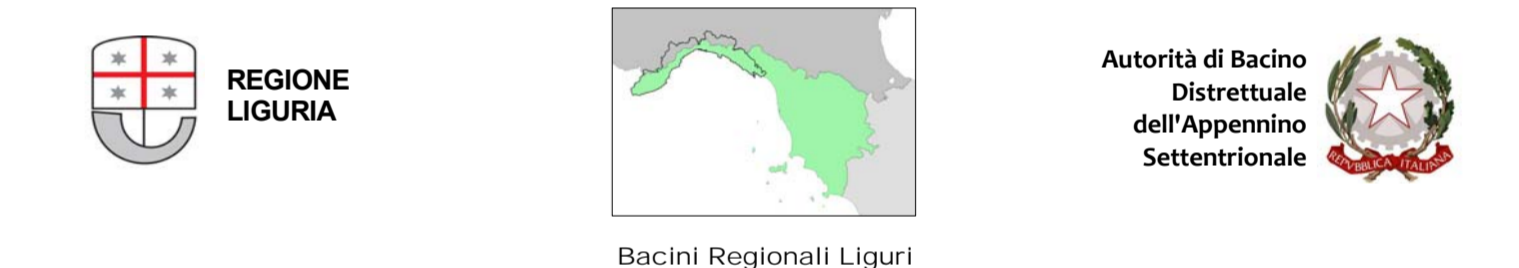 REGIONE
LIGURIA
Autorità di Bacino
Distrettuale
dell'Appennino
Settentrionale
REPVBBLICA ITALIANA
Bacini Regionali Liguri